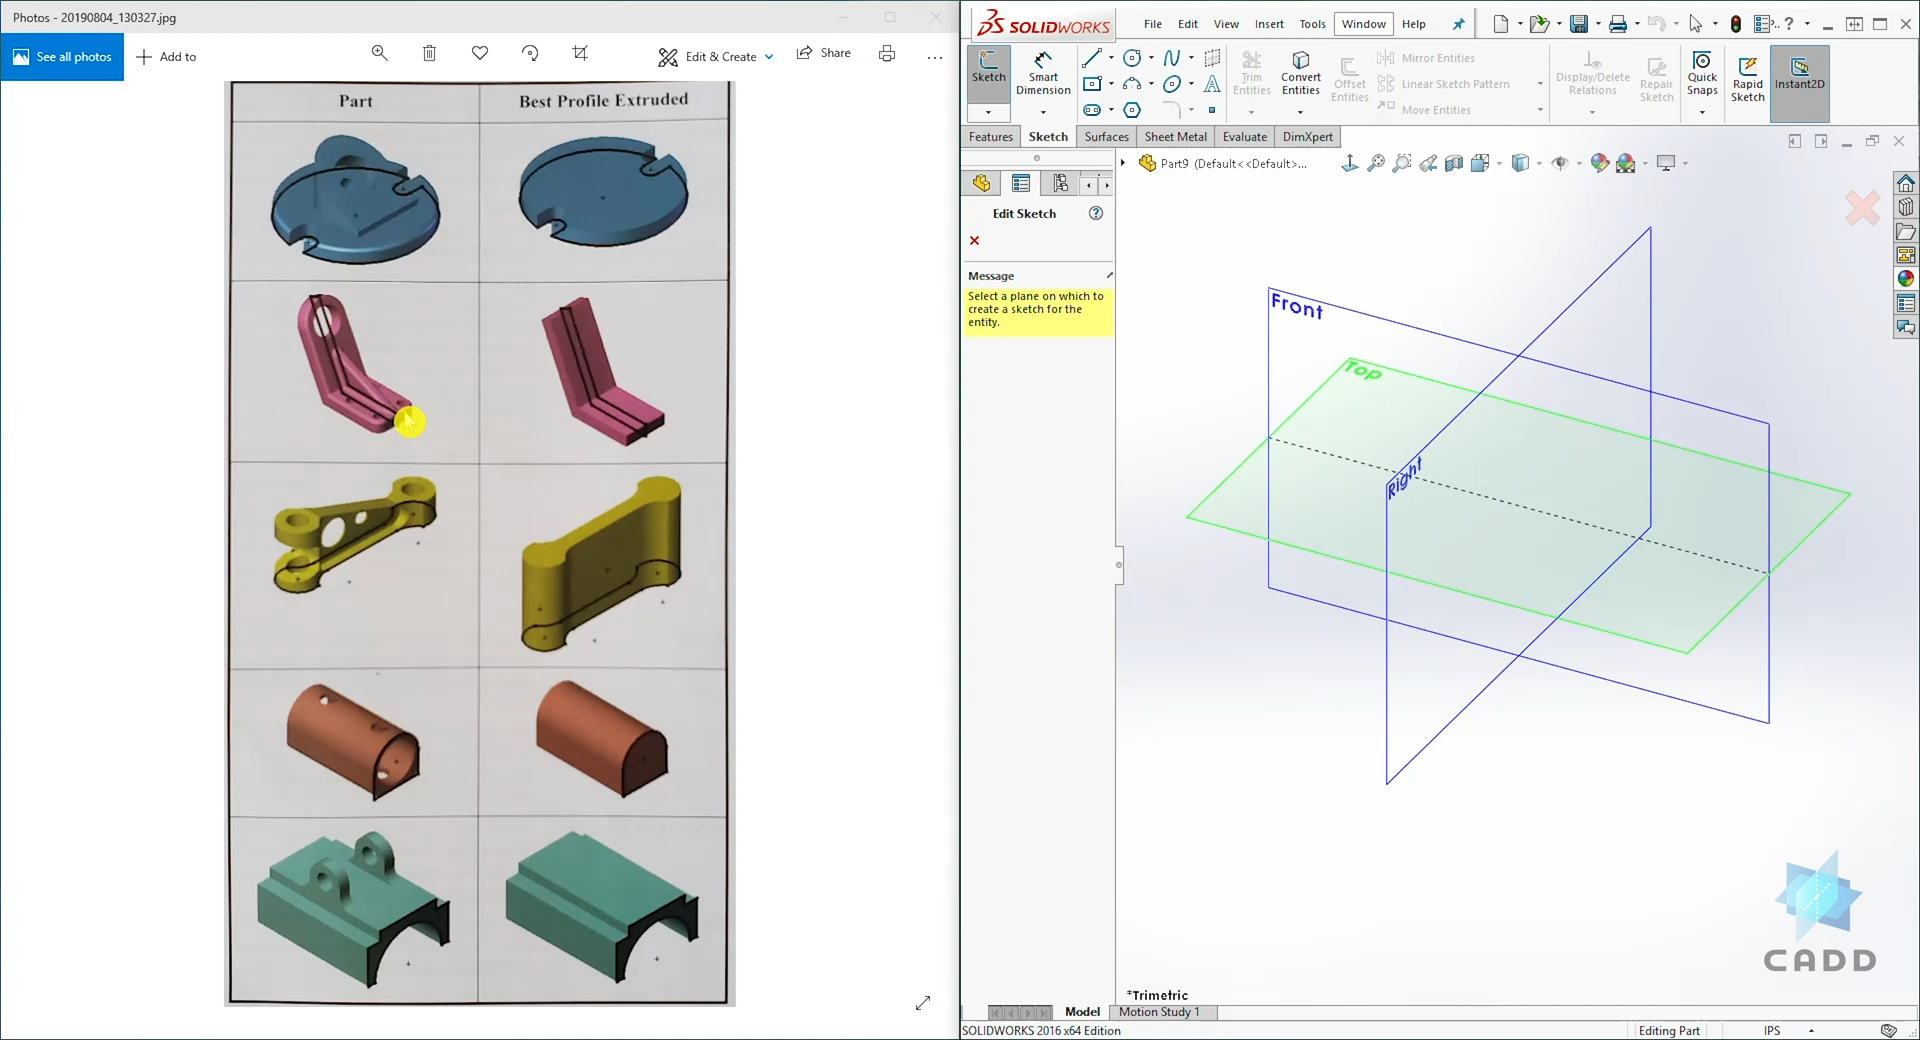 Photos - 20190804_130327.jpg
See all photos
Add to
Edit & Create
Share
Part
Best Profile Extruded
SOLIDWORKS
File
Edit
View
Insert
Tools
Window
Help
Sketch
Smart Dimension
Trim Entities
Convert Entities
Offset Entities
Mirror Entities
Linear Sketch Pattern
Move Entities
Display/Delete Relations
Repair Sketch
Quick Snaps
Rapid Sketch
Instant2D
Features
Sketch
Surfaces
Sheet Metal
Evaluate
DimXpert
Part9 (Default<<Default>...
Edit Sketch
Message
Select a plane on which to
create a sketch for the
entity.
Front
Top
Right
CADD
*Trimetric
Model
Motion Study 1
SOLIDWORKS 2016 x64 Edition
Editing Part
IPS